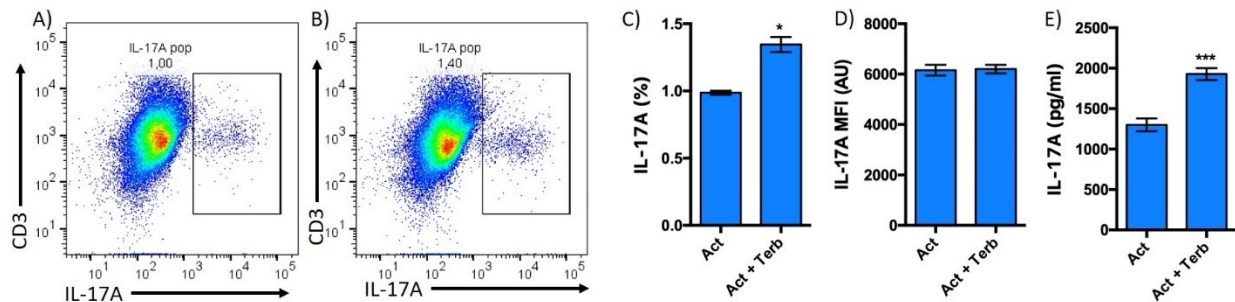 A)
IL-17A pop
1,00
10^5
10^4
10^3
10^2
10^1
CD3
10^1 10^2 10^3 10^4 10^5
IL-17A
B)
IL-17A pop
1,40
10^5
10^4
10^3
10^2
10^1
CD3
10^1 10^2 10^3 10^4 10^5
IL-17A
C)
1.5
1.0
0.5
0.0
IL-17A (%)
*
Act
Act + Terb
D)
8000
6000
4000
2000
0
IL-17A MFI (AU)
Act
Act + Terb
E)
2500
2000
1500
1000
500
0
IL-17A (pg/ml)
***
Act
Act + Terb